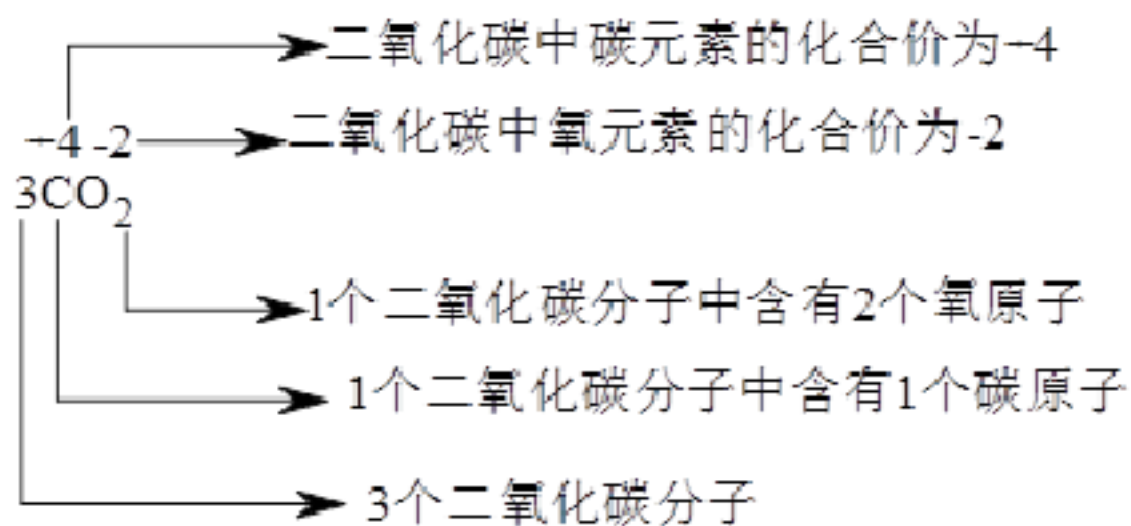 二氧化碳中碳元素的化合价为+4
+4 -2 二氧化碳中氧元素的化合价为-2
3CO₂
1个二氧化碳分子中含有2个氧原子
1个二氧化碳分子中含有1个碳原子
3个二氧化碳分子